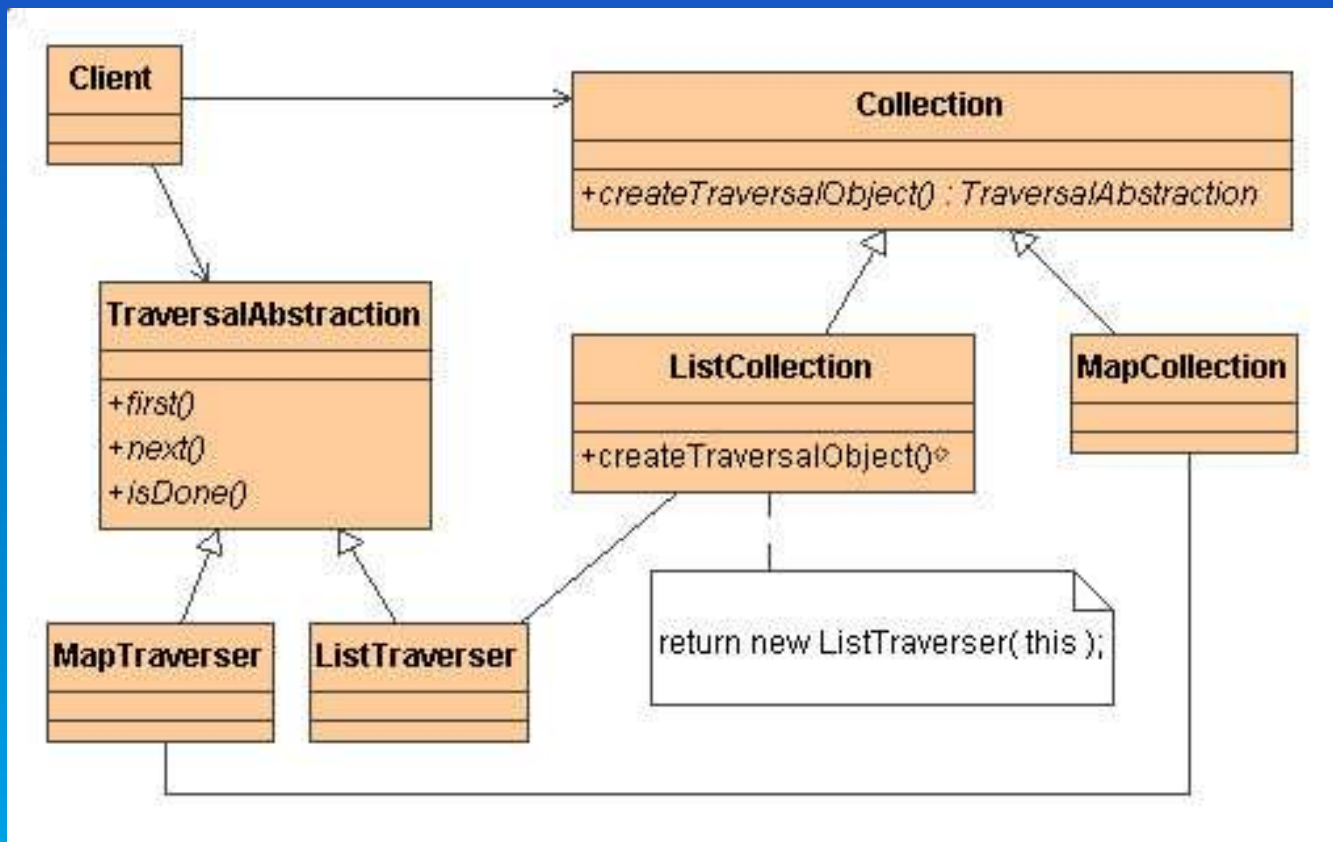 Client
Collection
+createTraversalObject() : TraversalAbstraction
TraversalAbstraction
+first()
+next()
+isDone()
ListCollection
+createTraversalObject()
MapCollection
return new ListTraverser( this );
MapTraverser
ListTraverser